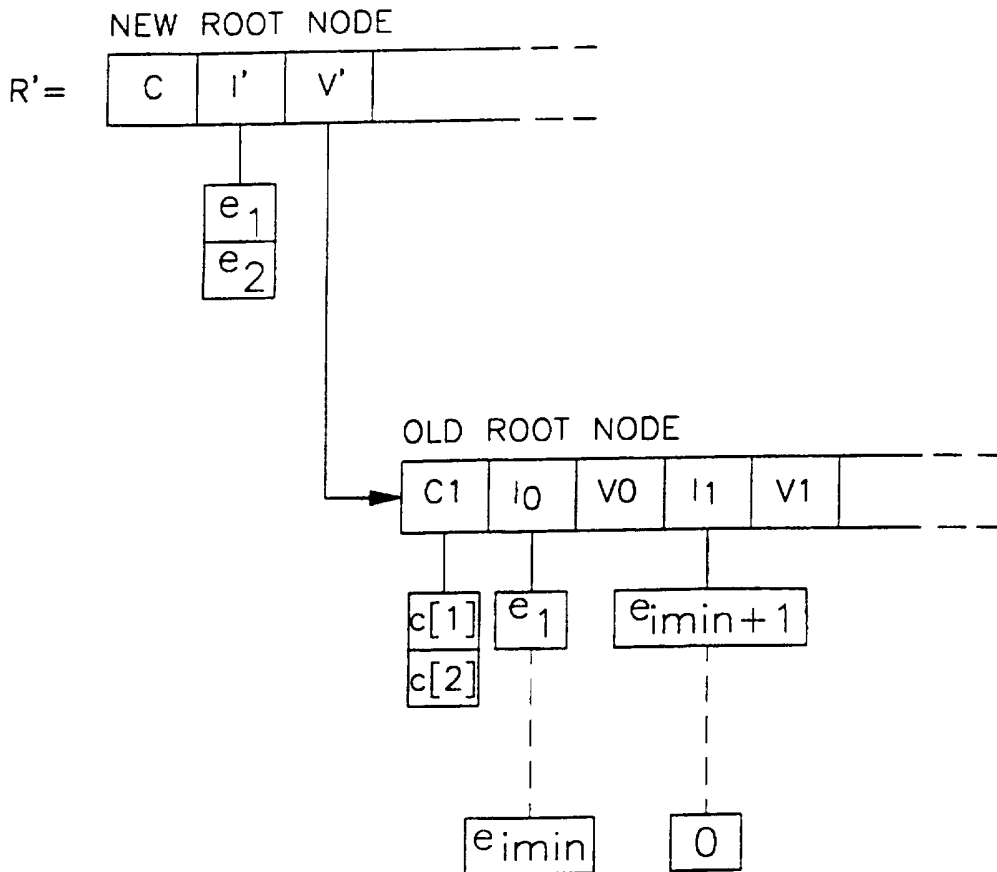 NEW ROOT NODE
R'= C I' V'
e1
e2
OLD ROOT NODE
C1 I0 V0 I1 V1
c[1] e1 eimin+1
c[2]
eimin 0